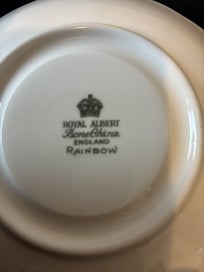 ROYAL ALBERT
Bone China
ENGLAND
RAINBOW